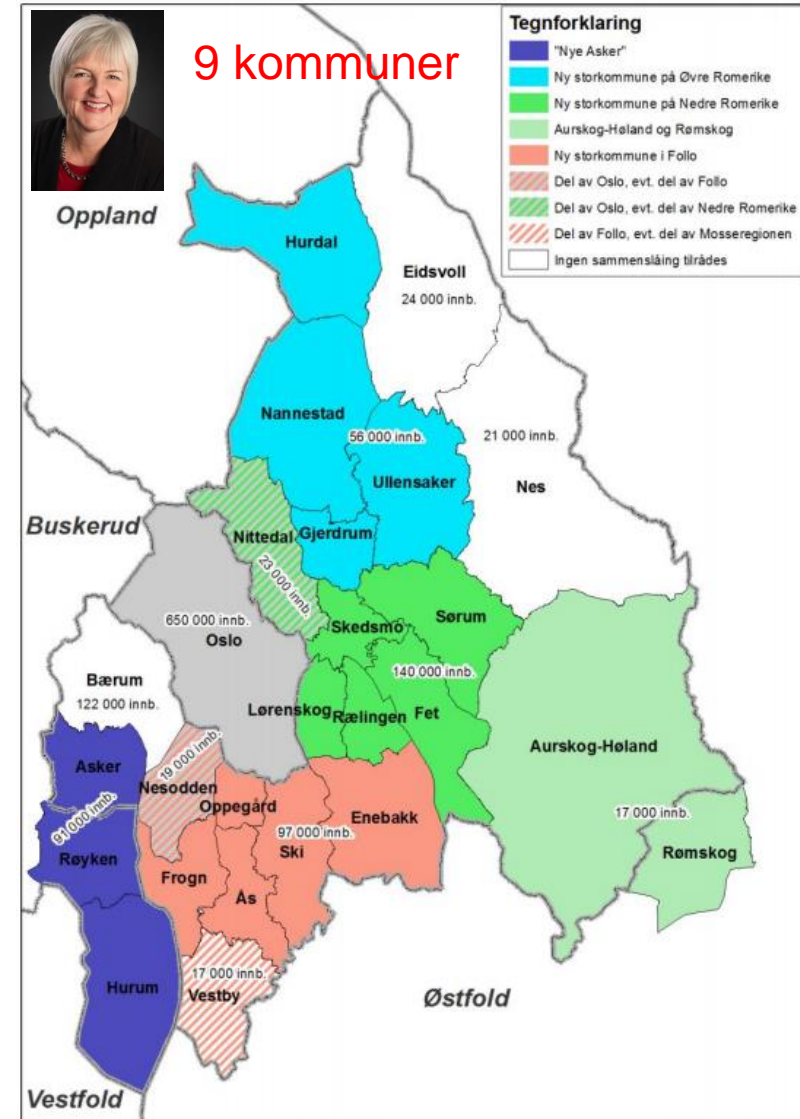 9 kommuner
Tegnforklaring
"Nye Asker"
Ny storkommune på Øvre Romerike
Ny storkommune på Nedre Romerike
Aurskog-Høland og Rømskog
Ny storkommune i Follo
Del av Oslo, evt. del av Follo
Del av Oslo, evt. del av Nedre Romerike
Del av Follo, evt. del av Mosseregionen
Ingen sammenslåing tilrådes
Oppland
Hurdal
Eidsvoll
24 000 innb.
Nannestad
56 000 innb.
Ullensaker
21 000 innb.
Nes
Buskerud
Nittedal
23 000 innb.
Gjerdrum
650 000 innb.
Oslo
Skedsmo
Sørum
140 000 innb.
Bærum
122 000 innb.
Lørenskog
Rælingen
Fet
Aurskog-Høland
Asker
19 000 innb.
Nesodden
Oppegård
91 000 innb.
Røyken
97 000 innb.
Ski
Enebakk
17 000 innb.
Rømskog
Frogn
Ås
Hurum
17 000 innb.
Vestby
Østfold
Vestfold